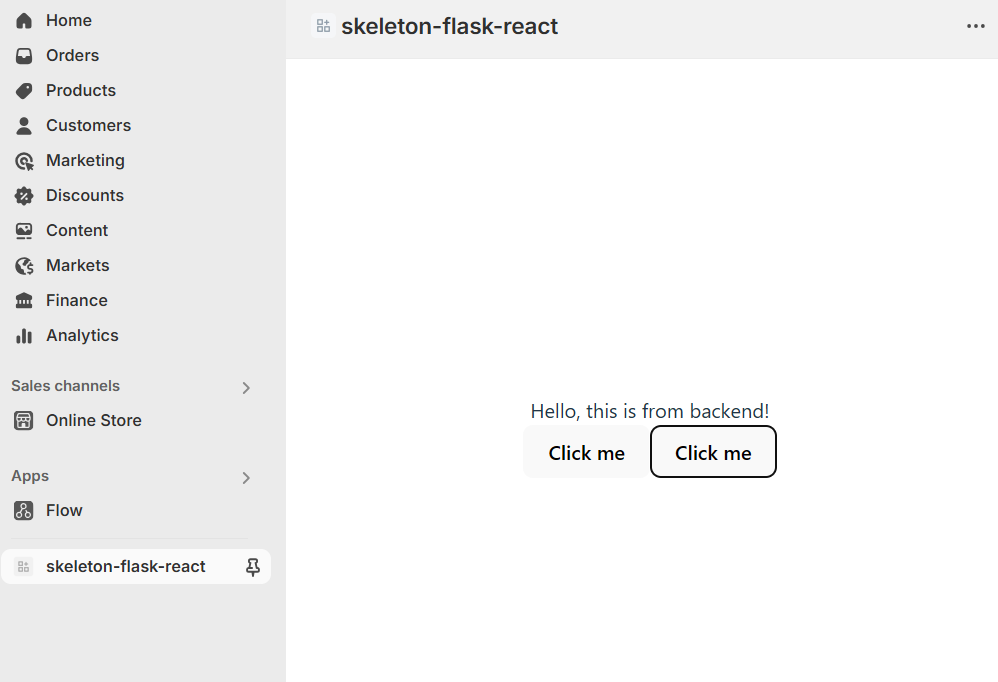 Home
Orders
Products
Customers
Marketing
Discounts
Content
Markets
Finance
Analytics
Sales channels
Online Store
Apps
Flow
skeleton-flask-react
skeleton-flask-react
Hello, this is from backend!
Click me Click me